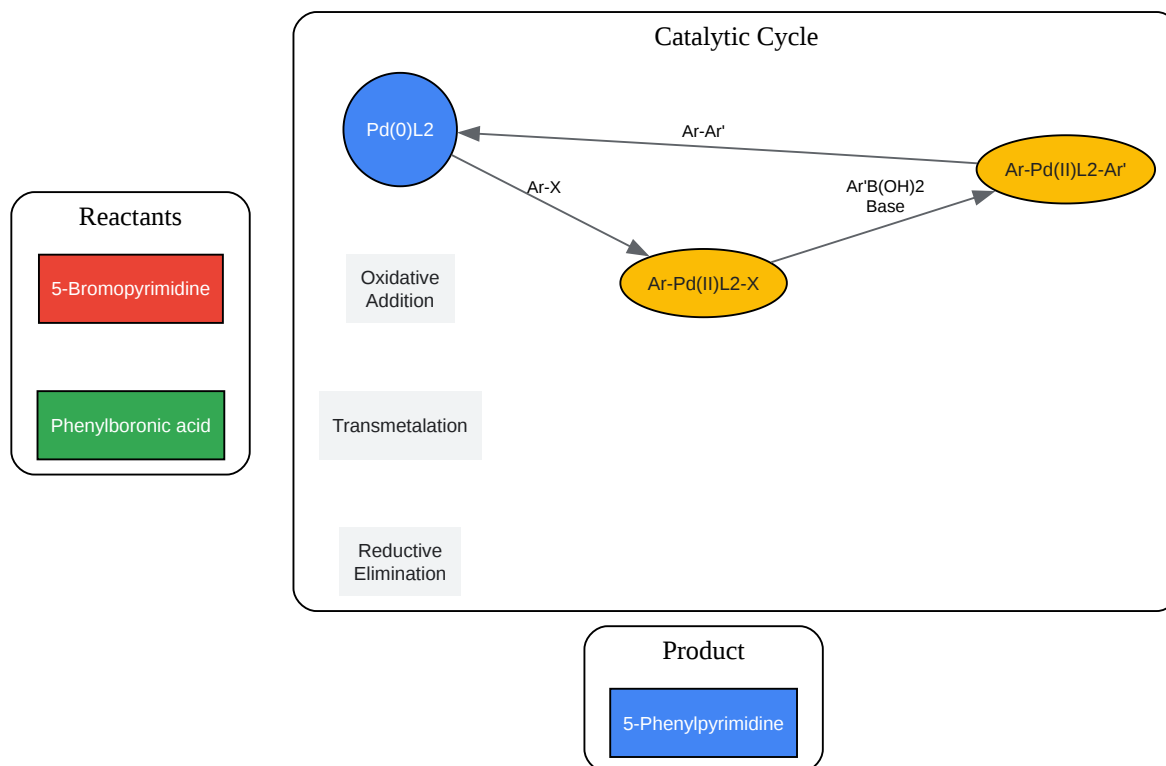 Catalytic Cycle
Pd(0)L2
Ar-Ar'
Ar-Pd(II)L2-Ar'
Ar-X
Ar'B(OH)2
Base
Reactants
5-Bromopyrimidine
Oxidative
Addition
Ar-Pd(II)L2-X
Phenylboronic acid
Transmetalation
Reductive
Elimination
Product
5-Phenylpyrimidine